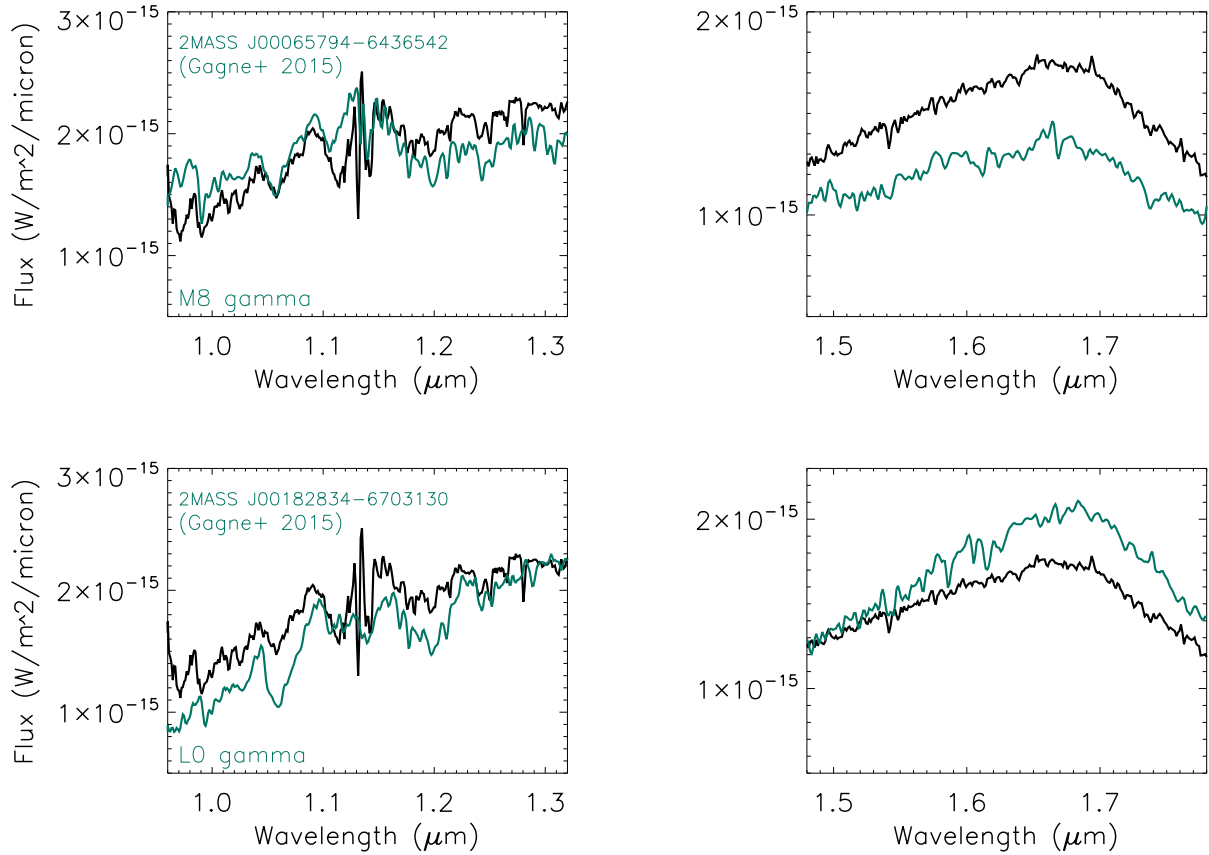 3×10⁻¹⁵
2MASS J00065794−6436542
(Gagne+ 2015)
2×10⁻¹⁵
1×10⁻¹⁵
M8 gamma
Flux (W/m^2/micron)
1.0 1.1 1.2 1.3
Wavelength (μm)
2×10⁻¹⁵
1×10⁻¹⁵
1.5 1.6 1.7
Wavelength (μm)
3×10⁻¹⁵
2MASS J00182834−6703130
(Gagne+ 2015)
2×10⁻¹⁵
1×10⁻¹⁵
L0 gamma
Flux (W/m^2/micron)
1.0 1.1 1.2 1.3
Wavelength (μm)
2×10⁻¹⁵
1×10⁻¹⁵
1.5 1.6 1.7
Wavelength (μm)